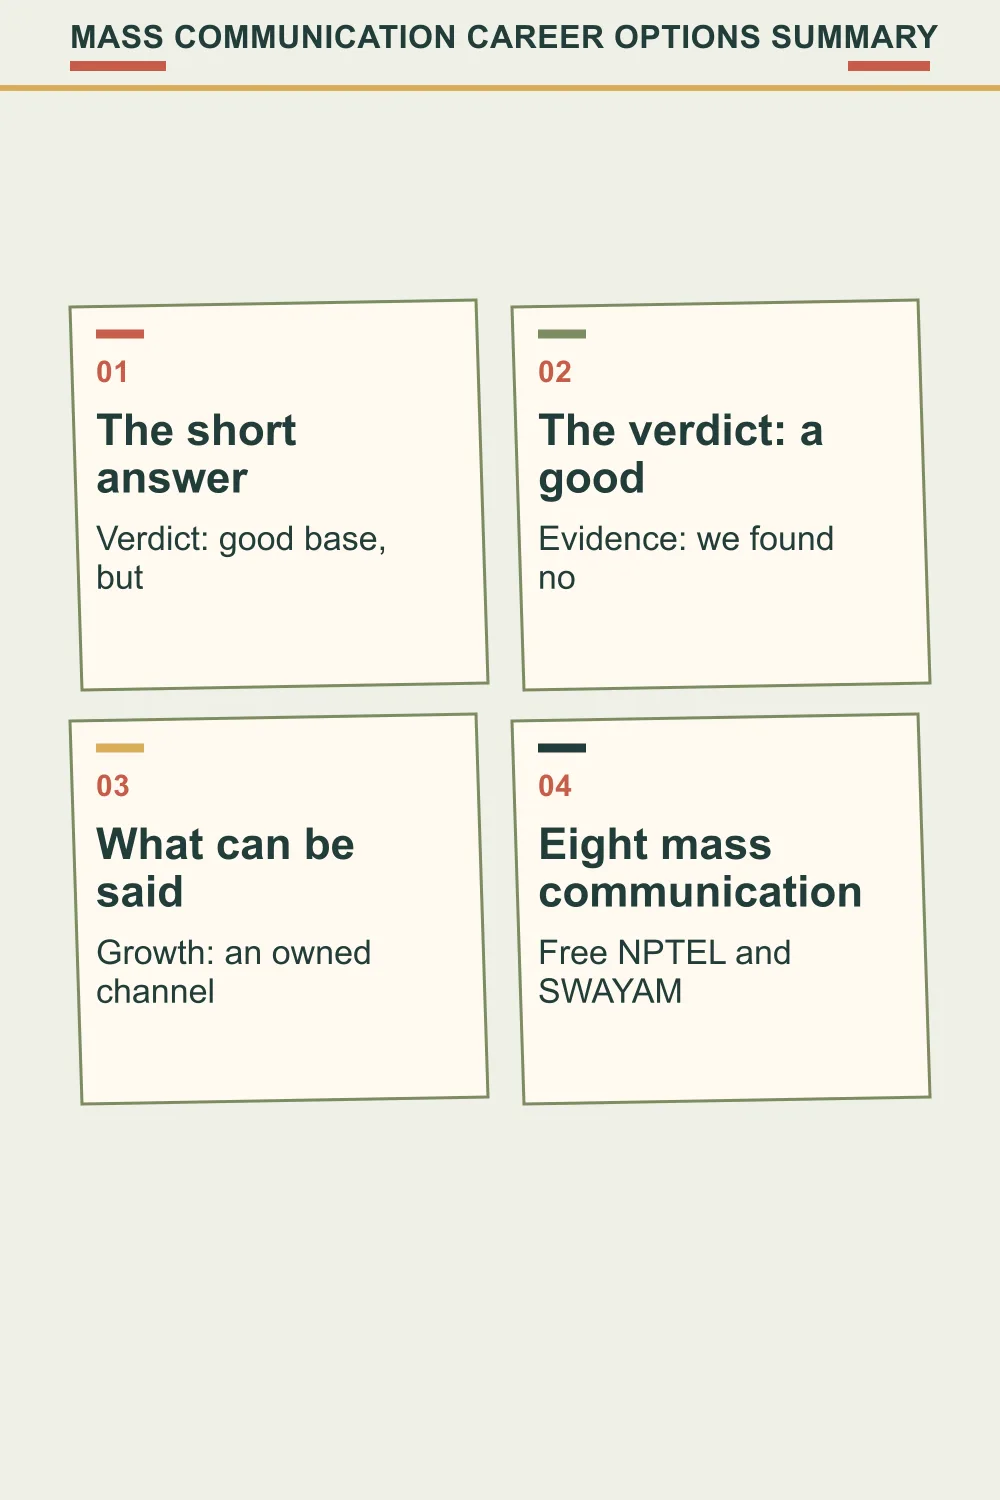 MASS COMMUNICATION CAREER OPTIONS SUMMARY
01
The short
answer
Verdict: good base,
but
02
The verdict: a
good
Evidence: we found
no
03
What can be
said
Growth: an owned
channel
04
Eight mass
communication
Free NPTEL and
SWAYAM